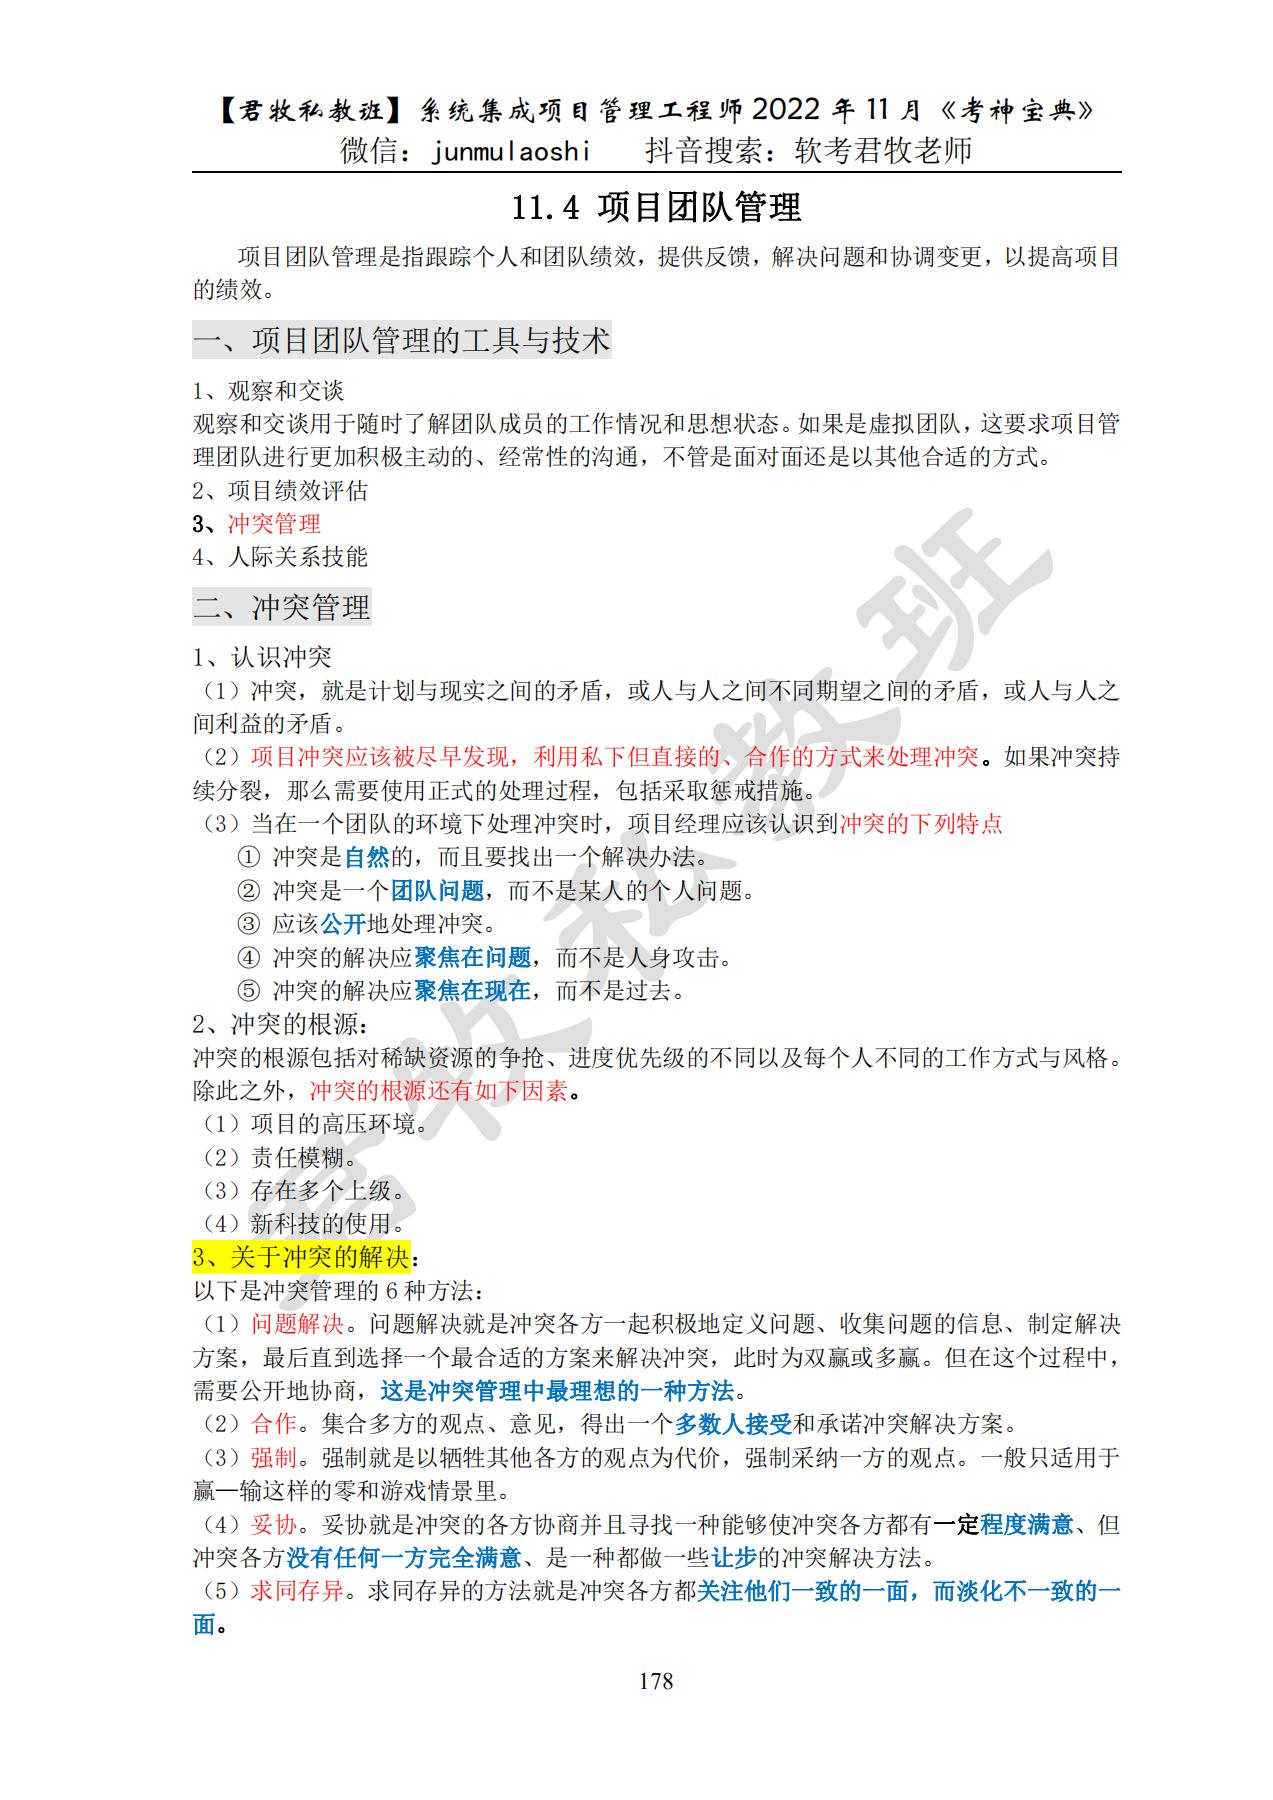 【君牧私教班】系统集成项目管理工程师 2022 年 11 月《考神宝典》
微信：junmulaoshi 抖音搜索：软考君牧老师
11.4 项目团队管理
项目团队管理是指跟踪个人和团队绩效，提供反馈，解决问题和协调变更，以提高项目
的绩效。
一、项目团队管理的工具与技术
1、观察和交谈
观察和交谈用于随时了解团队成员的工作情况和思想状态。如果是虚拟团队，这要求项目管
理团队进行更加积极主动的、经常性的沟通，不管是面对面还是以其他合适的方式。
2、项目绩效评估
3、冲突管理
4、人际关系技能
二、冲突管理
1、认识冲突
（1）冲突，就是计划与现实之间的矛盾，或人与人之间不同期望之间的矛盾，或人与人之
间利益的矛盾。
（2）项目冲突应该被尽早发现，利用私下但直接的、合作的方式来处理冲突。如果冲突持
续分裂，那么需要使用正式的处理过程，包括采取惩戒措施。
（3）当在一个团队的环境下处理冲突时，项目经理应该认识到冲突的下列特点
① 冲突是自然的，而且要找出一个解决办法。
② 冲突是一个团队问题，而不是某人的个人问题。
③ 应该公开地处理冲突。
④ 冲突的解决应聚焦在问题，而不是人身攻击。
⑤ 冲突的解决应聚焦在现在，而不是过去。
2、冲突的根源：
冲突的根源包括对稀缺资源的争抢、进度优先级的不同以及每个人不同的工作方式与风格。
除此之外，冲突的根源还有如下因素。
（1）项目的高压环境。
（2）责任模糊。
（3）存在多个上级。
（4）新科技的使用。
3、关于冲突的解决：
以下是冲突管理的 6 种方法：
（1）问题解决。问题解决就是冲突各方一起积极地定义问题、收集问题的信息、制定解决
方案，最后直到选择一个最合适的方案来解决冲突，此时为双赢或多赢。但在这个过程中，
需要公开地协商，这是冲突管理中最理想的一种方法。
（2）合作。集合多方的观点、意见，得出一个多数人接受和承诺冲突解决方案。
（3）强制。强制就是以牺牲其他各方的观点为代价，强制采纳一方的观点。一般只适用于
赢—输这样的零和游戏情景里。
（4）妥协。妥协就是冲突的各方协商并且寻找一种能够使冲突各方都有一定程度满意、但
冲突各方没有任何一方完全满意、是一种都做一些让步的冲突解决方法。
（5）求同存异。求同存异的方法就是冲突各方都关注他们一致的一面，而淡化不一致的一
面。
178
君牧私教班